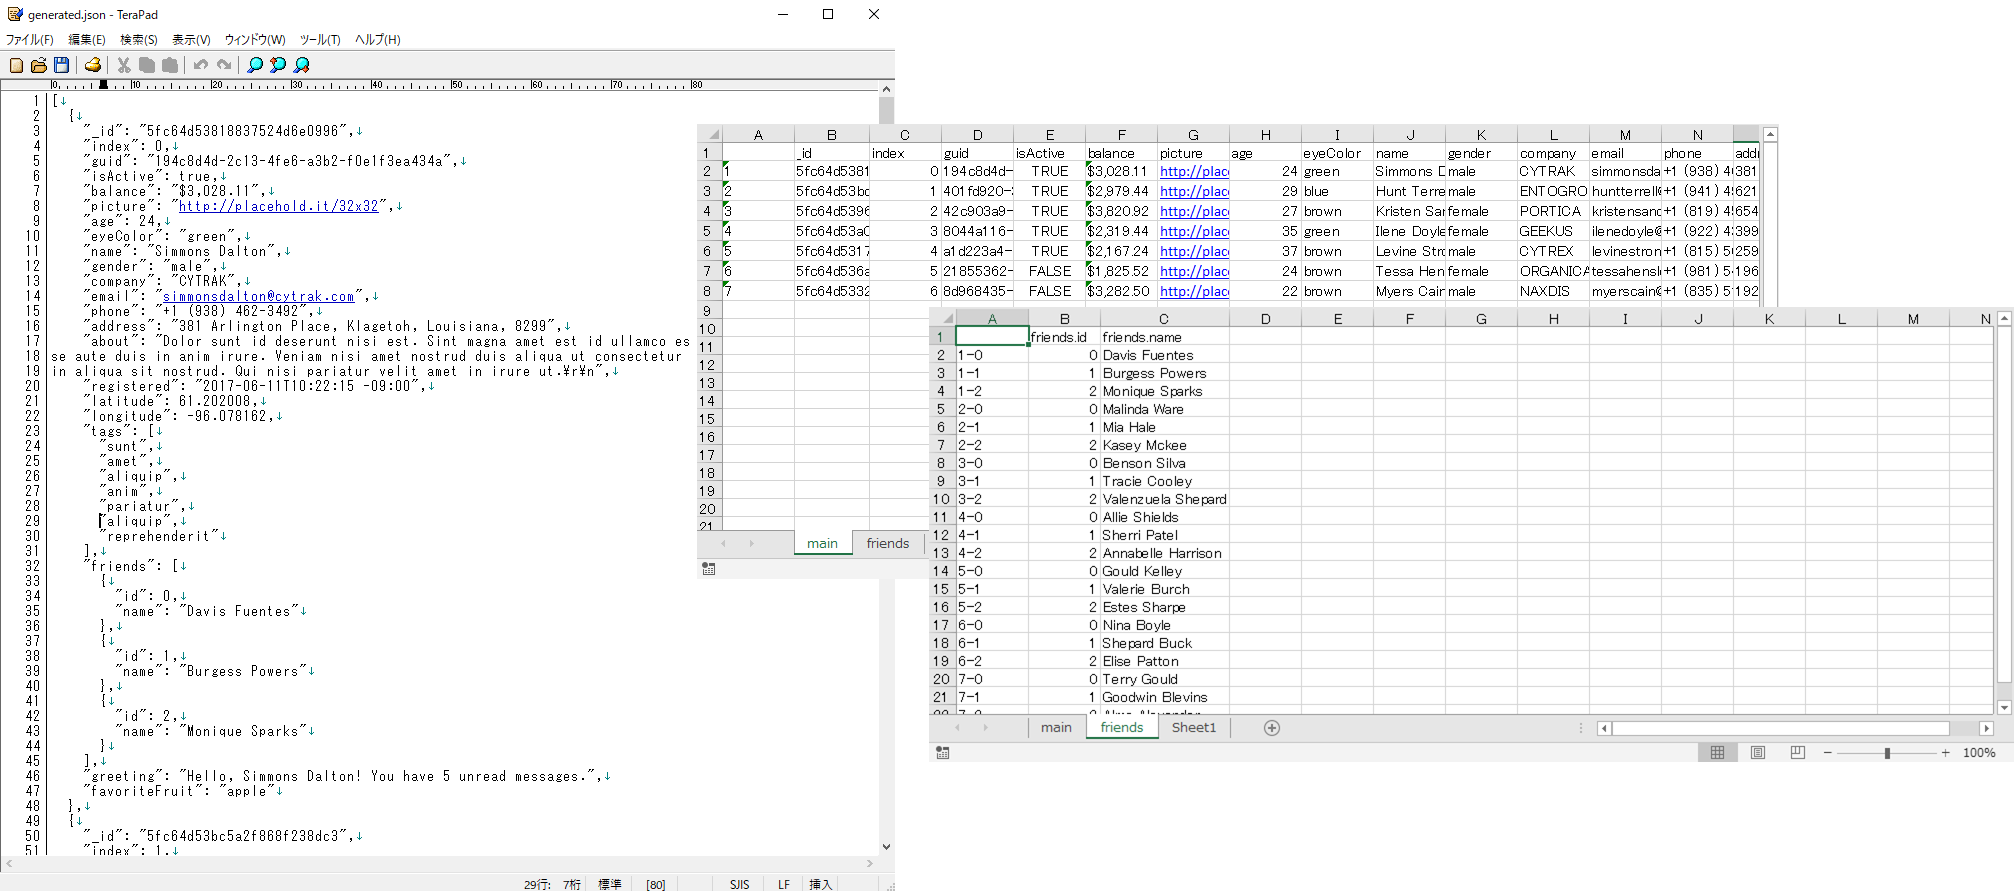 generated.json - TeraPad
ファイル(F) 編集(E) 検索(S) 表示(V) ウィンドウ(W) ツール(T) ヘルプ(H)
0 10 20 30 40 50 60 70 80
1 [↓
2 {↓
3 "_id": "5fc64d53818837524d6e0996",↓
4 "index": 0,↓
5 "guid": "194c8d4d-2c13-4fe6-a3b2-f0e1f3ea434a",↓
6 "isActive": true,↓
7 "balance": "$3,028.11",↓
8 "picture": "http://placehold.it/32x32",↓
9 "age": 24,↓
10 "eyeColor": "green",↓
11 "name": "Simmons Dalton",↓
12 "gender": "male",↓
13 "company": "CYTRAK",↓
14 "email": "simmonsdalton@cytrak.com",↓
15 "phone": "+1 (938) 462-3492",↓
16 "address": "381 Arlington Place, Klagetoh, Louisiana, 8299",↓
17 "about": "Dolor sunt id deserunt nisi est. Sint magna amet est id ullamco es
18 se aute duis in anim irure. Veniam nisi amet nostrud duis aliqua ut consectetur
19 in aliqua sit nostrud. Qui nisi pariatur velit amet in irure ut.¥r¥n",↓
20 "registered": "2017-06-11T10:22:15 -09:00",↓
21 "latitude": 61.202008,↓
22 "longitude": -96.078162,↓
23 "tags": [↓
24 "sunt",↓
25 "amet",↓
26 "aliquip",↓
27 "anim",↓
28 "pariatur",↓
29 "aliquip",↓
30 "reprehenderit"↓
31 ],↓
32 "friends": [↓
33 {↓
34 "id": 0,↓
35 "name": "Davis Fuentes"↓
36 },↓
37 {↓
38 "id": 1,↓
39 "name": "Burgess Powers"↓
40 },↓
41 {↓
42 "id": 2,↓
43 "name": "Monique Sparks"↓
44 }↓
45 ],↓
46 "greeting": "Hello, Simmons Dalton! You have 5 unread messages.",↓
47 "favoriteFruit": "apple"↓
48 },↓
49 {↓
50 "_id": "5fc64d53bc5a2f868f238dc3",↓
51 "index": 1,↓
29行: 7桁 標準 [80] SJIS LF 挿入
A B C D E F G H I J K L M N
1 _id index guid isActive balance picture age eyeColor name gender company email phone addr
2 1 5fc64d5381 0 194c8d4d- TRUE $3,028.11 http://plac 24 green Simmons D male CYTRAK simmonsda +1 (938) 4 381
3 2 5fc64d53bc 1 401fd920- TRUE $2,979.44 http://plac 29 blue Hunt Terre male ENTOGRO huntterrell +1 (941) 4 621
4 3 5fc64d5396 2 42c903a9- TRUE $3,820.92 http://plac 27 brown Kristen Sar female PORTICA kristensand +1 (819) 4 654
5 4 5fc64d53a0 3 8044a116- TRUE $2,319.44 http://plac 35 green Ilene Doyle female GEEKUS ilenedoyle@ +1 (922) 4 399
6 5 5fc64d5317 4 a1d223a4- TRUE $2,167.24 http://plac 37 brown Levine Stro male CYTREX levinestron +1 (815) 5 259
7 6 5fc64d536a 5 21855362- FALSE $1,825.52 http://plac 24 brown Tessa Hen female ORGANICA tessahensl +1 (981) 5 196
8 7 5fc64d5332 6 8d968435- FALSE $3,282.50 http://plac 22 brown Myers Cain male NAXDIS myerscain@ +1 (835) 5 192
9
10
11
12
13
14
15
16
17
18
19
20
21
main friends
A B C D E F G H I J K L M N
1 friends.id friends.name
2 1-0 0 Davis Fuentes
3 1-1 1 Burgess Powers
4 1-2 2 Monique Sparks
5 2-0 0 Malinda Ware
6 2-1 1 Mia Hale
7 2-2 2 Kasey Mckee
8 3-0 0 Benson Silva
9 3-1 1 Tracie Cooley
10 3-2 2 Valenzuela Shepard
11 4-0 0 Allie Shields
12 4-1 1 Sherri Patel
13 4-2 2 Annabelle Harrison
14 5-0 0 Gould Kelley
15 5-1 1 Valerie Burch
16 5-2 2 Estes Sharpe
17 6-0 0 Nina Boyle
18 6-1 1 Shepard Buck
19 6-2 2 Elise Patton
20 7-0 0 Terry Gould
21 7-1 1 Goodwin Blevins
main friends Sheet1
100%